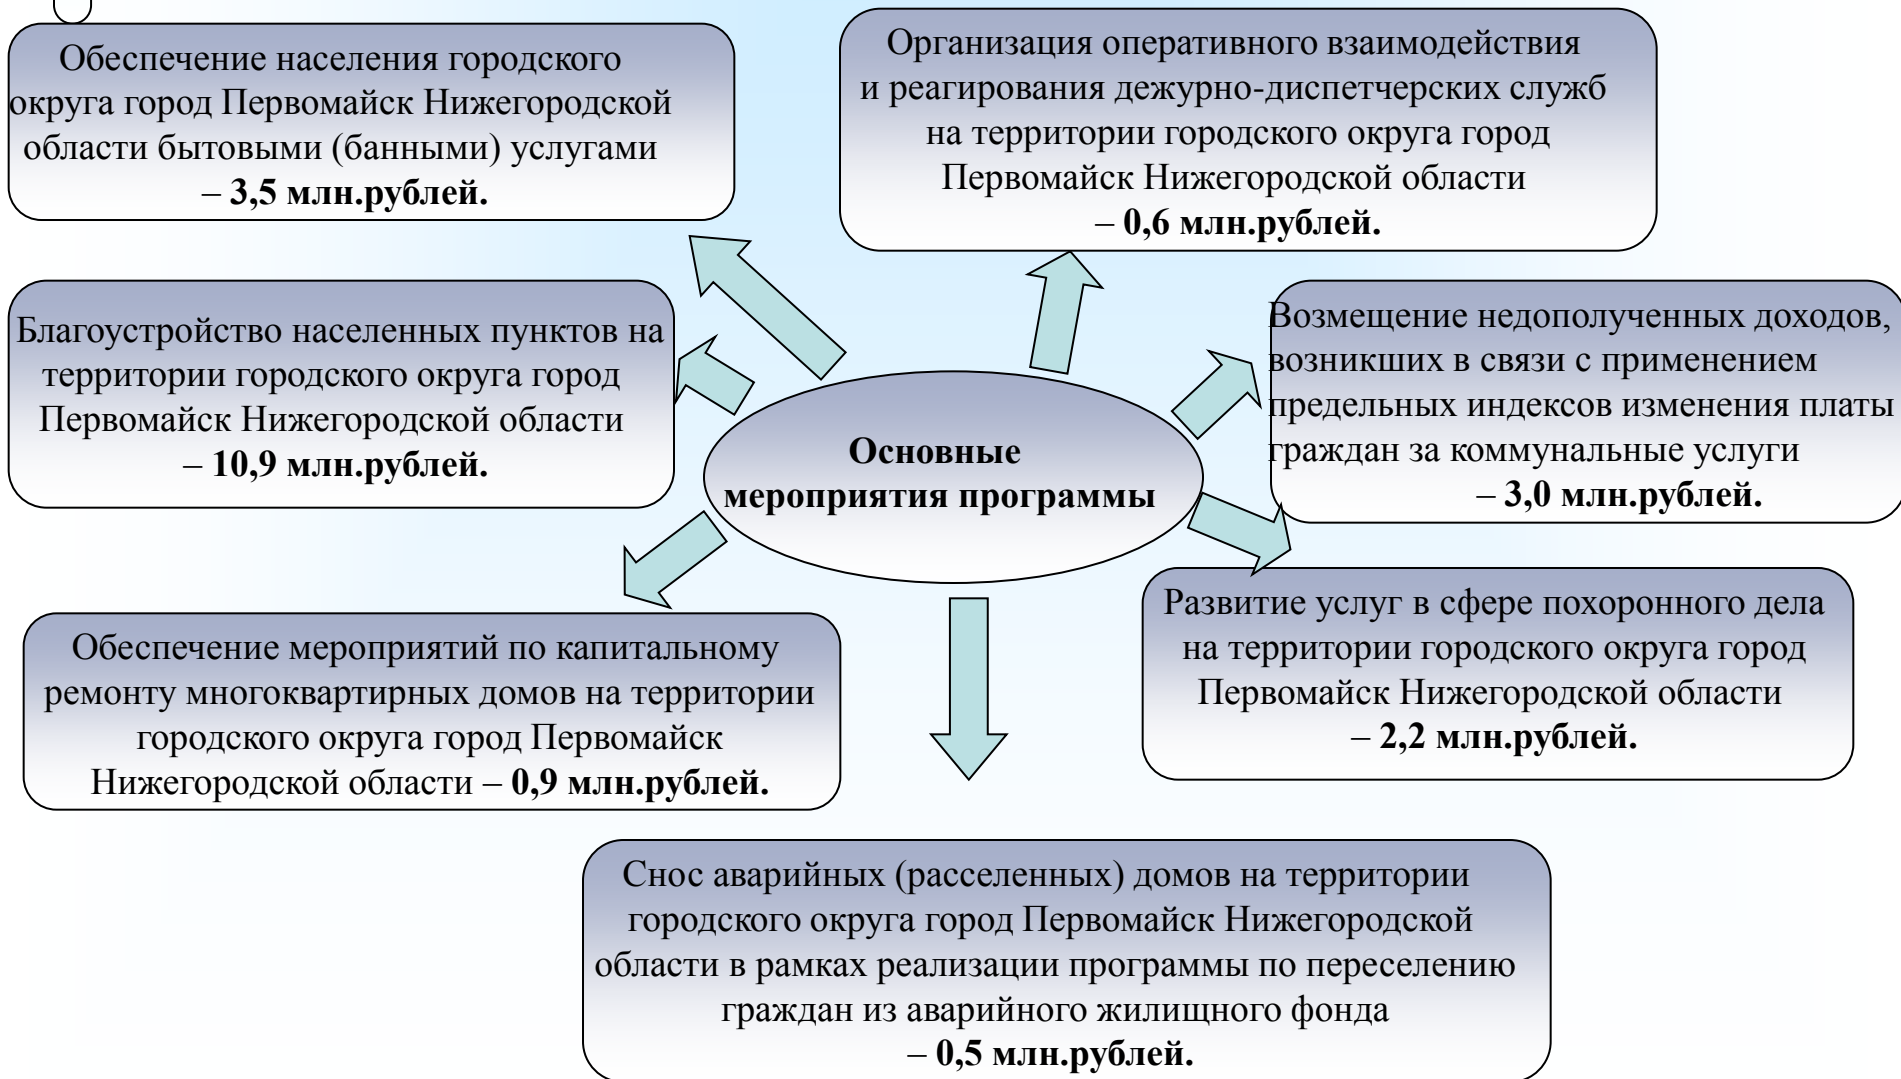 Обеспечение населения городского
округа город Первомайск Нижегородской
области бытовыми (банными) услугами
– 3,5 млн.рублей.
Организация оперативного взаимодействия
и реагирования дежурно-диспетчерских служб
на территории городского округа город
Первомайск Нижегородской области
– 0,6 млн.рублей.
Благоустройство населенных пунктов на
территории городского округа город
Первомайск Нижегородской области
– 10,9 млн.рублей.
Возмещение недополученных доходов,
возникших в связи с применением
предельных индексов изменения платы
граждан за коммунальные услуги
– 3,0 млн.рублей.
Основные
мероприятия программы
Обеспечение мероприятий по капитальному
ремонту многоквартирных домов на территории
городского округа город Первомайск
Нижегородской области – 0,9 млн.рублей.
Развитие услуг в сфере похоронного дела
на территории городского округа город
Первомайск Нижегородской области
– 2,2 млн.рублей.
Снос аварийных (расселенных) домов на территории
городского округа город Первомайск Нижегородской
области в рамках реализации программы по переселению
граждан из аварийного жилищного фонда
– 0,5 млн.рублей.